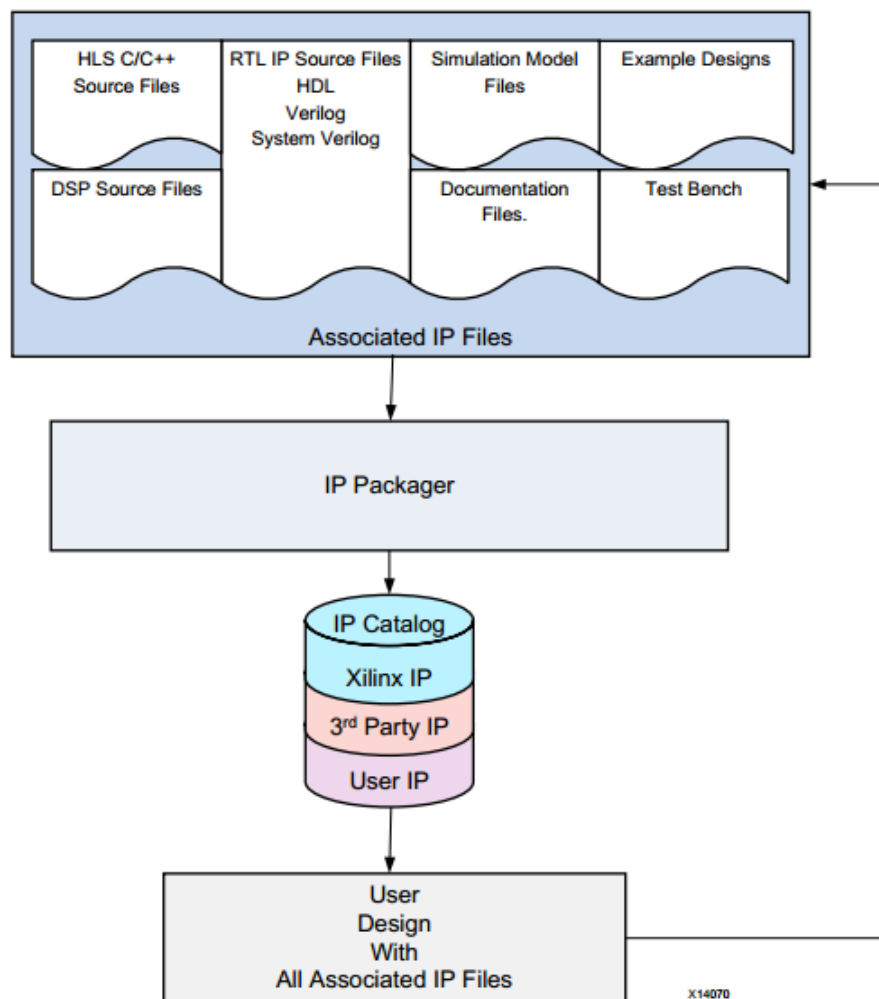 HLS C/C++
Source Files
RTL IP Source Files
HDL
Verilog
System Verilog
Simulation Model
Files
Example Designs
DSP Source Files
Documentation
Files.
Test Bench
Associated IP Files
IP Packager
IP Catalog
Xilinx IP
3rd Party IP
User IP
User
Design
With
All Associated IP Files
X14070